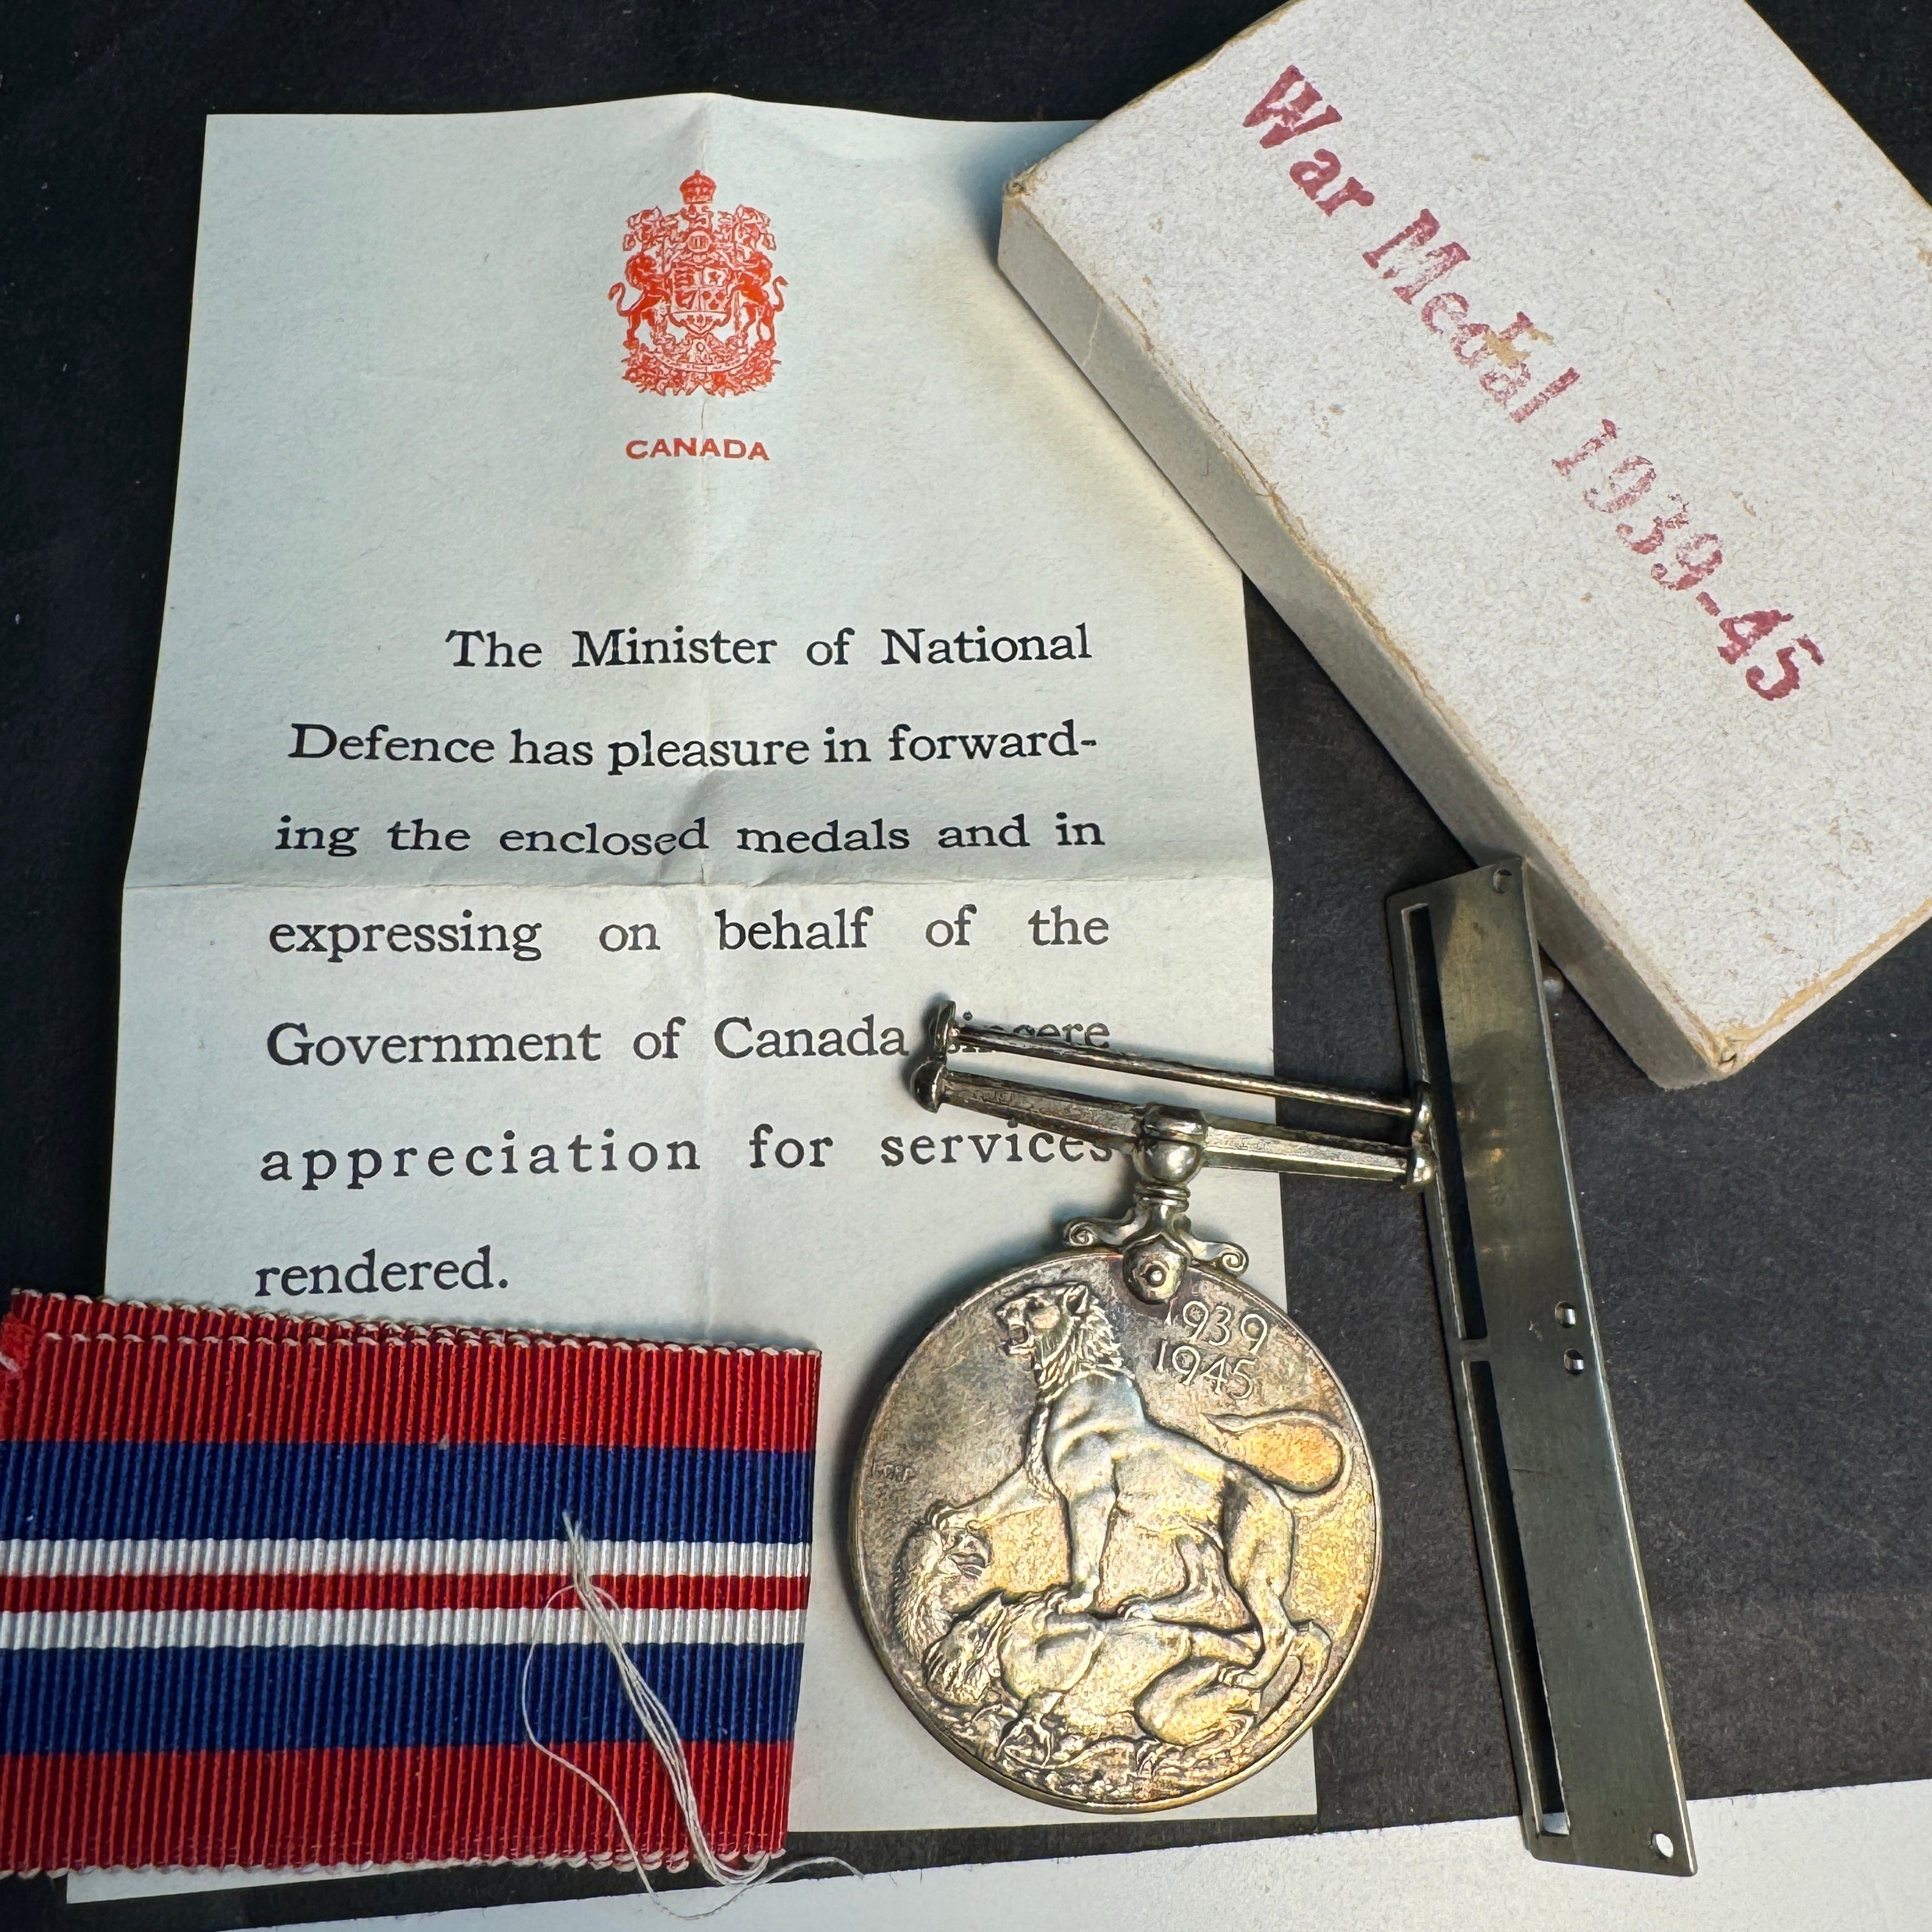 CANADA
The Minister of National
Defence has pleasure in forward-
ing the enclosed medals and in
expressing on behalf of the
Government of Canada sincere
appreciation for services
rendered.
War Medal 1939-45
1939
1945